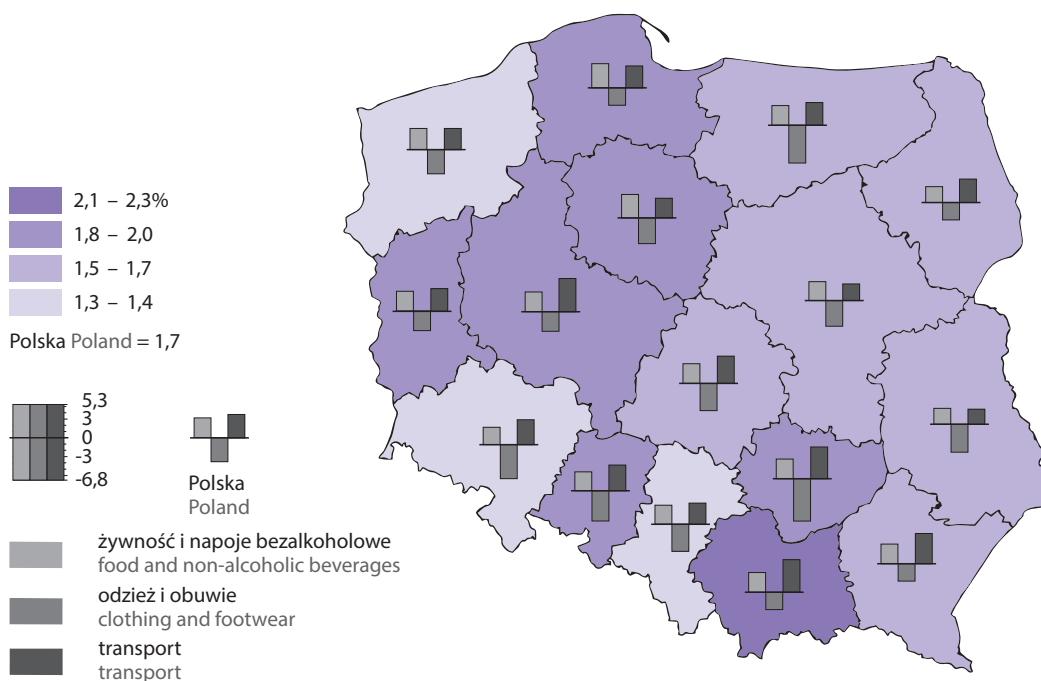 2,1 – 2,3%
1,8 – 2,0
1,5 – 1,7
1,3 – 1,4
Polska Poland = 1,7
5,3
3
0
-3
-6,8
Polska
Poland
żywność i napoje bezalkoholowe
food and non-alcoholic beverages
odzież i obuwie
clothing and footwear
transport
transport